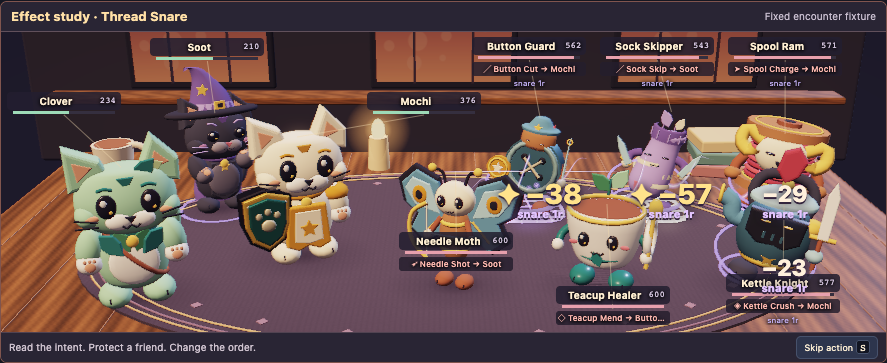 Effect study · Thread Snare
Fixed encounter fixture
Soot 210
Button Guard 562
Button Cut → Mochi
snare 1r
Sock Skipper 543
Sock Skip → Soot
snare 1r
Spool Ram 571
Spool Charge → Mochi
snare 1r
Clover 234
Mochi 376
−38
snare 1r
−57
snare 1r
−29
snare 1r
Needle Moth 600
Needle Shot → Soot
−23
snare 1r
Kettle Knight 577
Kettle Crush → Mochi
snare 1r
Teacup Healer 600
Teacup Mend → Butto...
Read the intent. Protect a friend. Change the order.
Skip action S